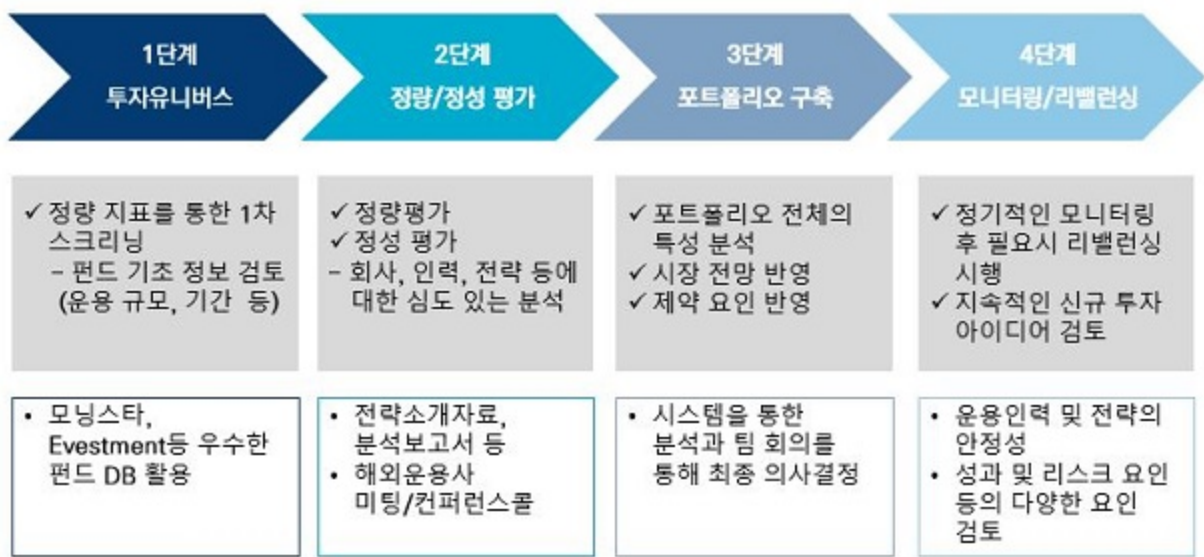 1단계
투자유니버스
2단계
정량/정성 평가
3단계
포트폴리오 구축
4단계
모니터링/리밸런싱
✓ 정량 지표를 통한 1차
스크리닝
– 펀드 기초 정보 검토
(운용 규모, 기간 등)
✓ 정량평가
✓ 정성 평가
– 회사, 인력, 전략 등에
대한 심도 있는 분석
✓ 포트폴리오 전체의
특성 분석
✓ 시장 전망 반영
✓ 제약 요인 반영
✓ 정기적인 모니터링
후 필요시 리밸런싱
시행
✓ 지속적인 신규 투자
아이디어 검토
• 모닝스타,
Evestment등 우수한
펀드 DB 활용
• 전략소개자료,
분석보고서 등
• 해외운용사
미팅/컨퍼런스콜
• 시스템을 통한
분석과 팀 회의를
통해 최종 의사결정
• 운용인력 및 전략의
안정성
• 성과 및 리스크 요인
등의 다양한 요인
검토